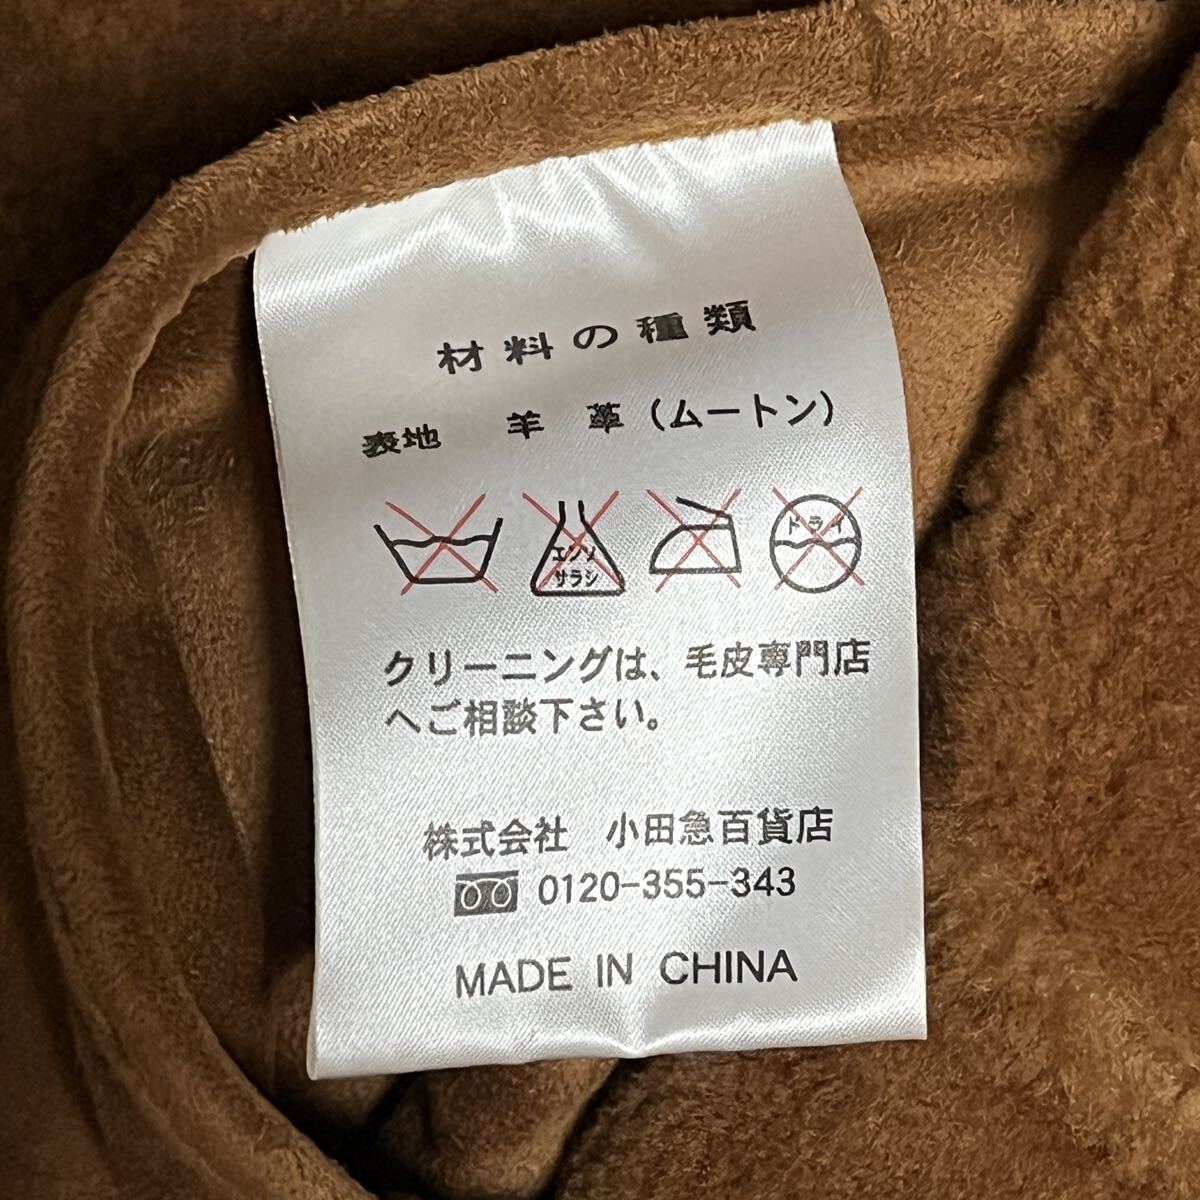 材料の種類
表地 羊革(ムートン)
エンソ
サラシ
ドライ
クリーニングは、毛皮専門店
へご相談下さい。
株式会社 小田急百貨店
0120-355-343
MADE IN CHINA